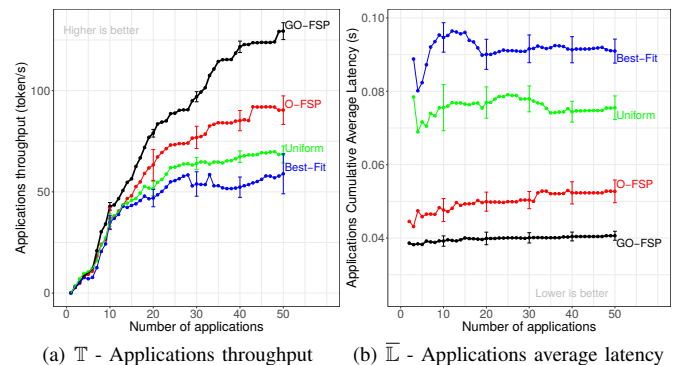 Higher is better
GO−FSP
O−FSP
Uniform
Best−Fit
Applications throughput (token/s)
100
50
0
0 10 20 30 40 50
Number of applications
(a) 𝕋 - Applications throughput
0.10
0.08
0.06
0.04
Applications Cumulative Average Latency (s)
Best−Fit
Uniform
O−FSP
GO−FSP
Lower is better
0 10 20 30 40 50
Number of applications
(b) 𝕃̅ - Applications average latency